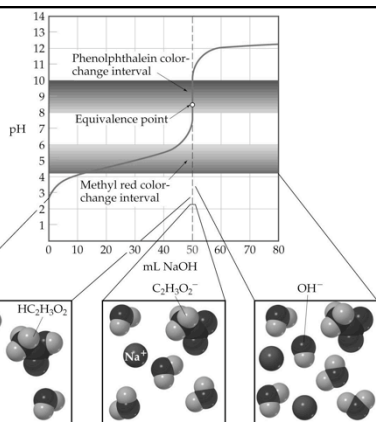 14
13
12
11
10
9
8
7
6
5
4
3
2
1
pH
Phenolphthalein color-
change interval
Equivalence point
Methyl red color-
change interval
0 10 20 30 40 50 60 70 80
mL NaOH
HC₂H₃O₂
C₂H₃O₂⁻
OH⁻
Na⁺